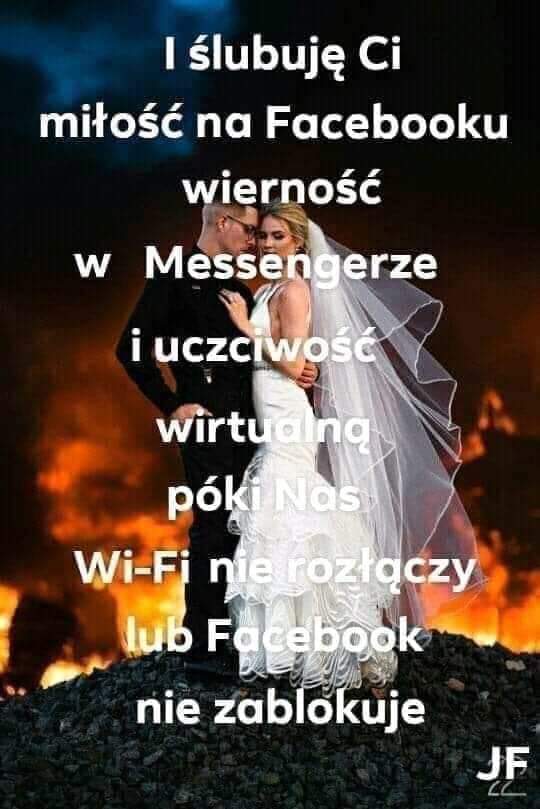 I ślubuję Ci
miłość na Facebooku
wierność
w Messengerze
i uczciwość
wirtualną
póki Nas
Wi-Fi nie rozłączy
lub Facebook
nie zablokuje
JF